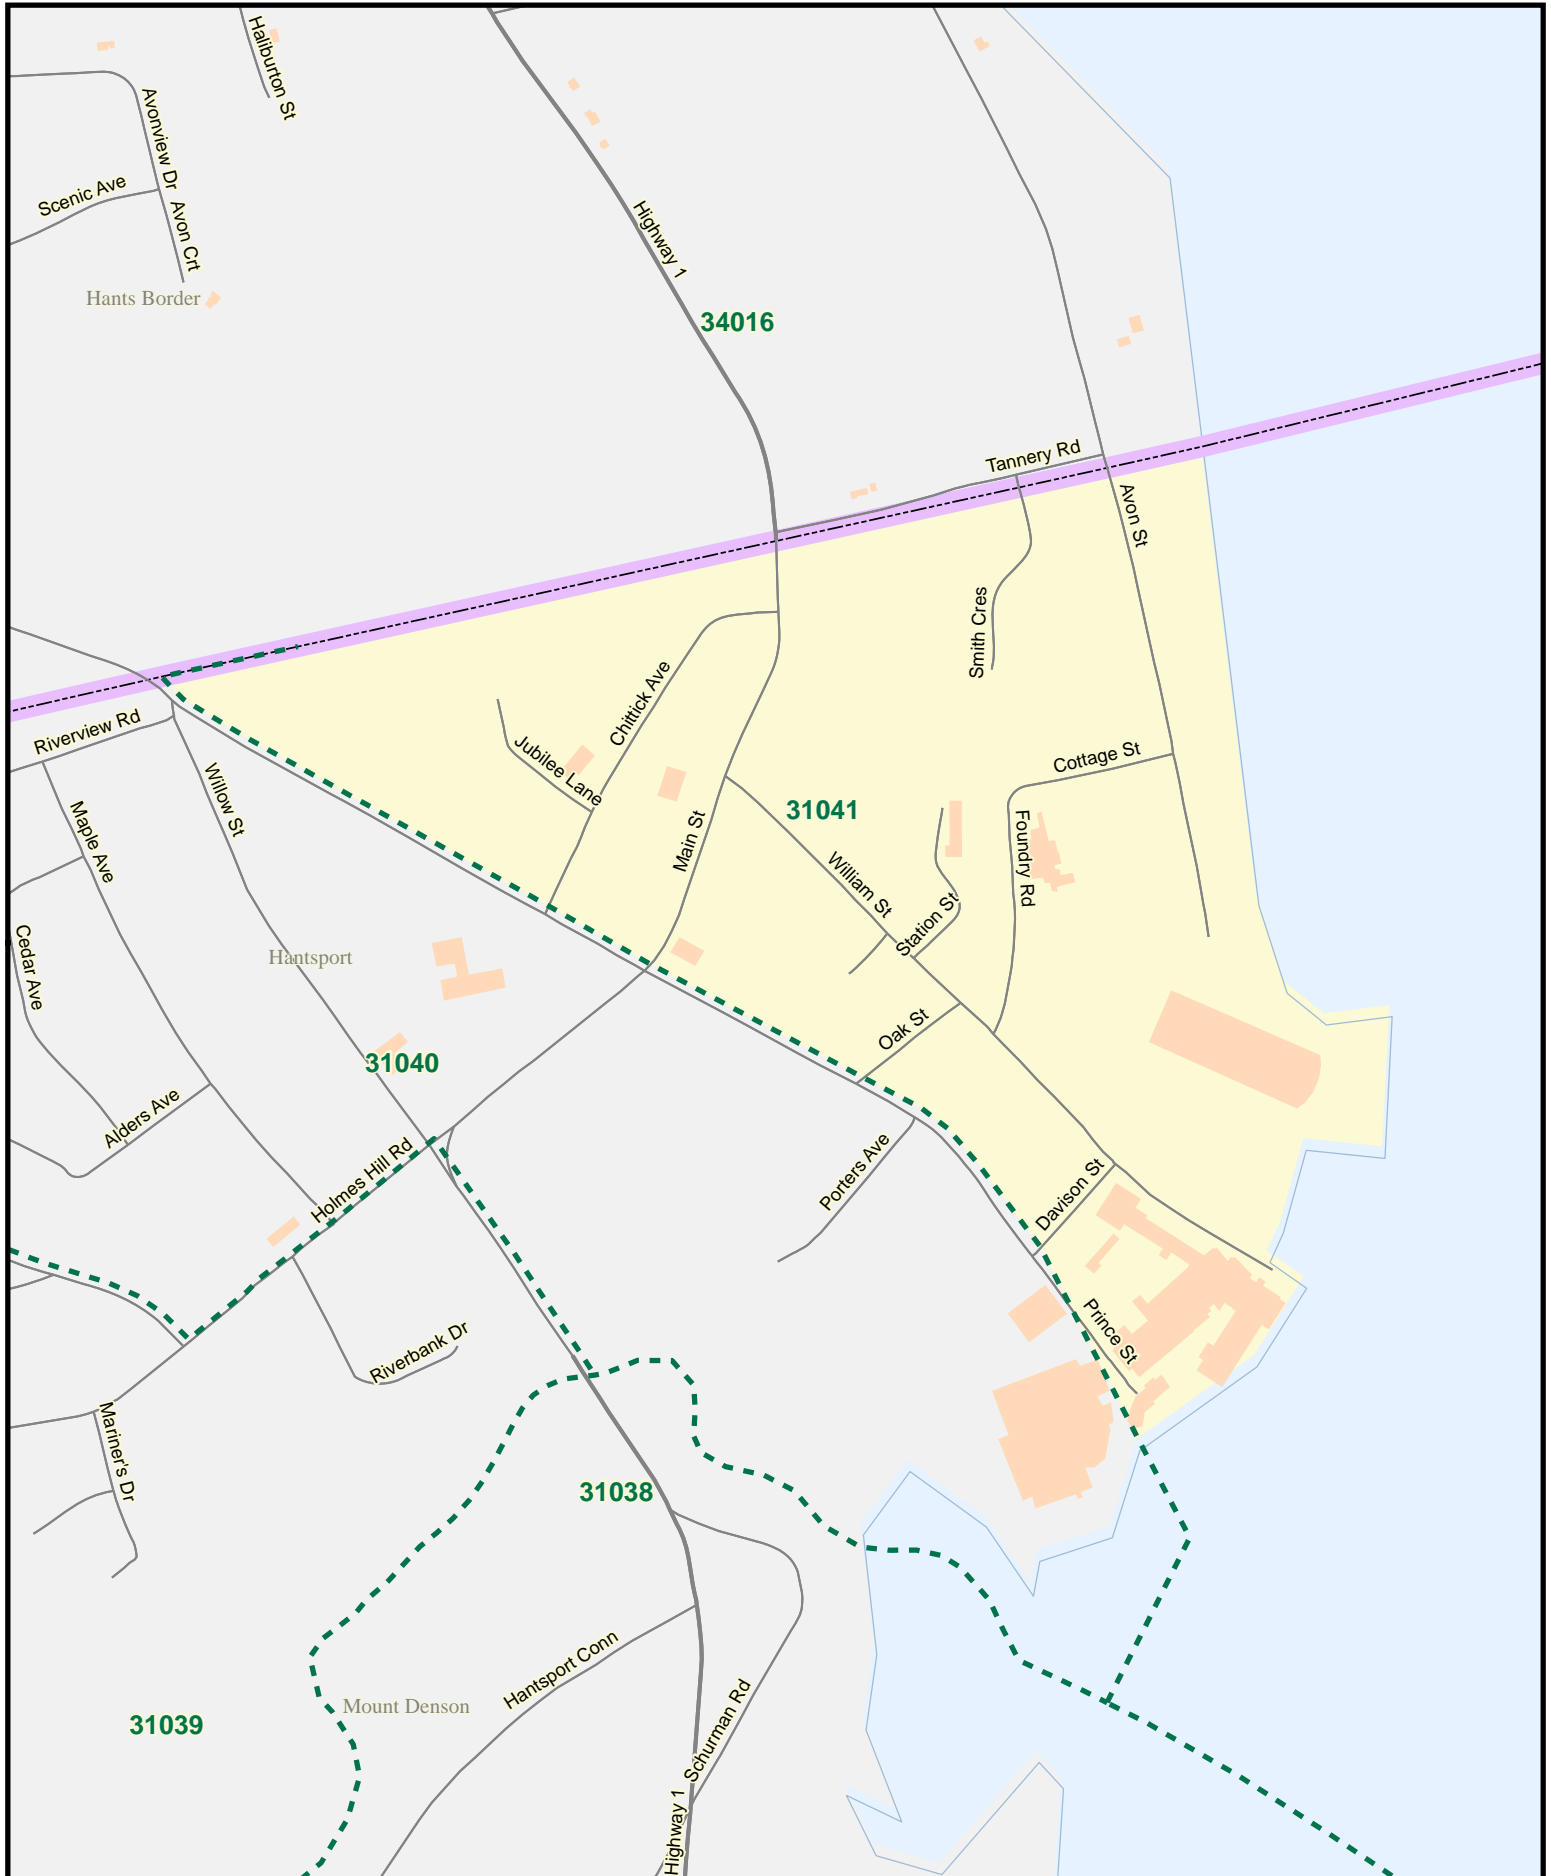 Haliburton St
Avonview Dr
Scenic Ave
Avon Crt
Highway 1
Hants Border
34016
Tannery Rd
Avon St
Smith Cres
Chittick Ave
Riverview Rd
Jubilee Lane
Cottage St
Willow St
Maple Ave
31041
Main St
Foundry Rd
William St
Station St
Cedar Ave
Hantsport
Oak St
31040
Alders Ave
Holmes Hill Rd
Porters Ave
Davison St
Prince St
Riverbank Dr
Mariner's Dr
31038
Hantsport Conn
Mount Denson
Schurman Rd
31039
Highway 1